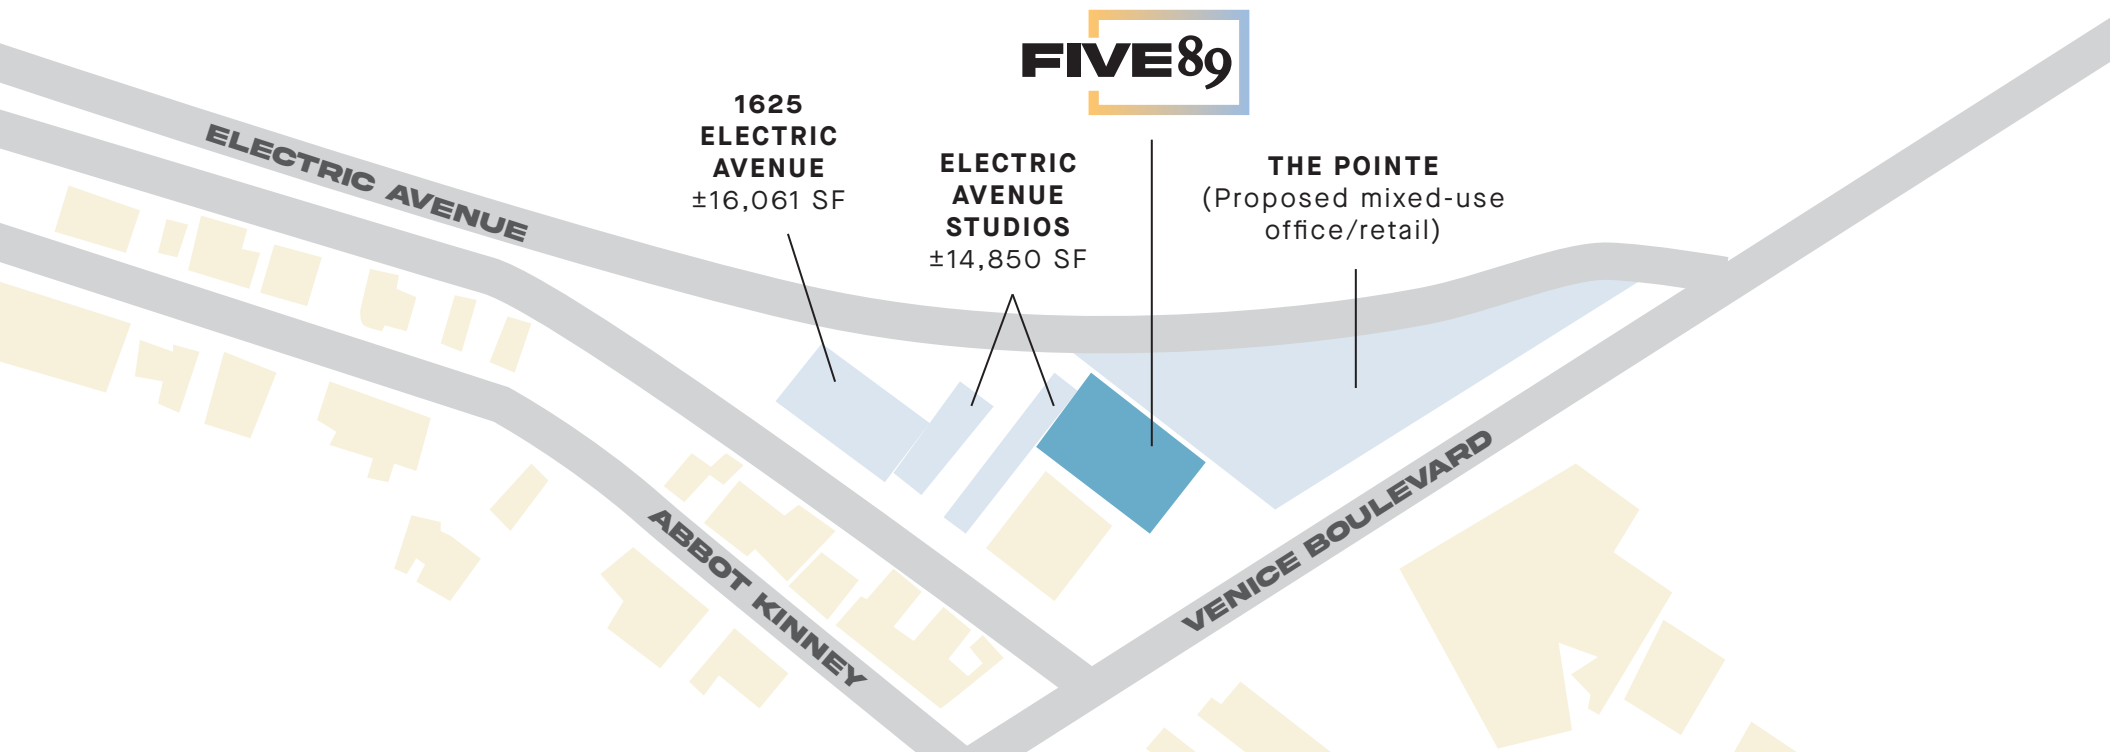 FIVE89
1625
ELECTRIC
AVENUE
±16,061 SF
ELECTRIC
AVENUE
STUDIOS
±14,850 SF
THE POINTE
(Proposed mixed-use
office/retail)
ELECTRIC AVENUE
ABBOT KINNEY
VENICE BOULEVARD